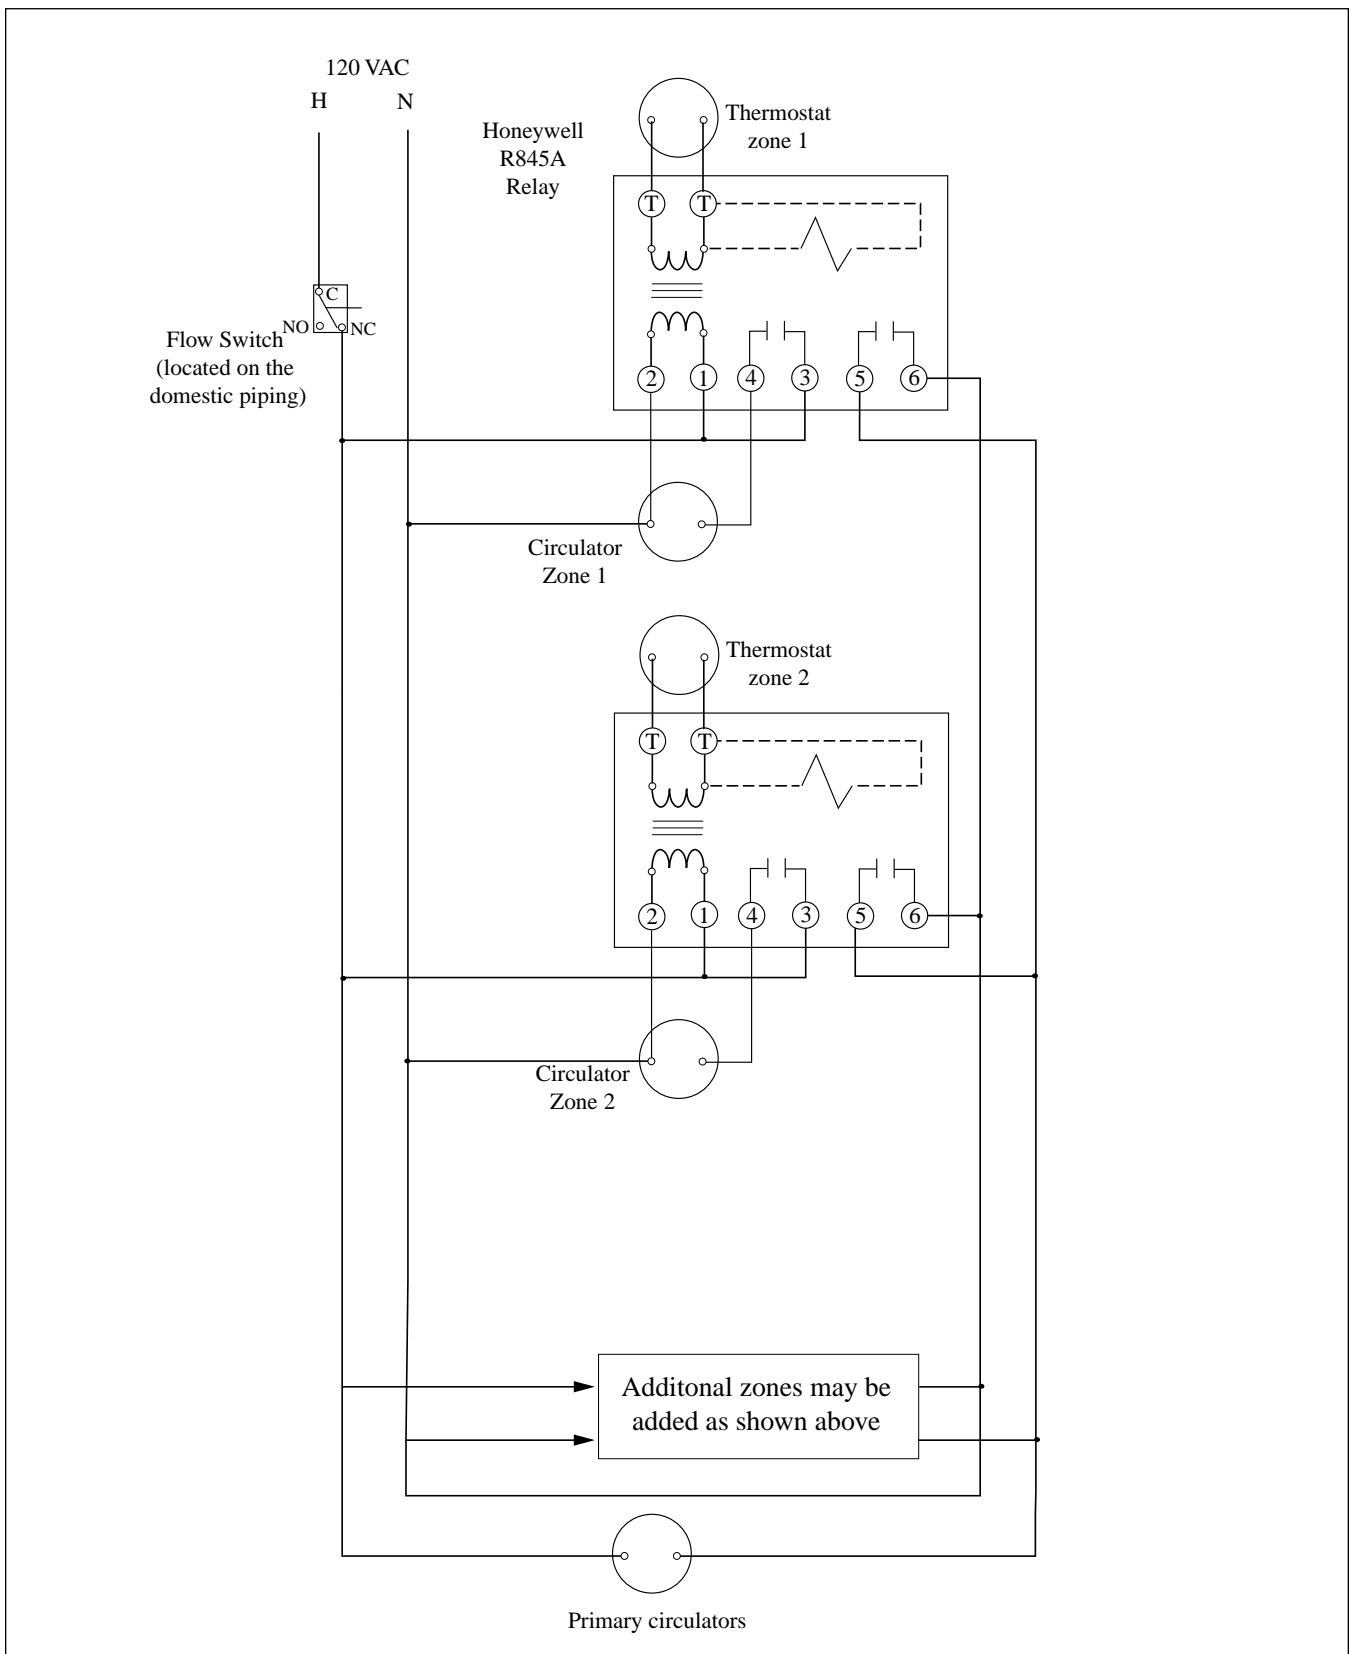 120 VAC
H N
Honeywell
R845A
Relay
Thermostat
zone 1
T T
C
NO NC
Flow Switch
(located on the
domestic piping)
2 1 4 3 5 6
Circulator
Zone 1
Thermostat
zone 2
T T
2 1 4 3 5 6
Circulator
Zone 2
Additonal zones may be
added as shown above
Primary circulators